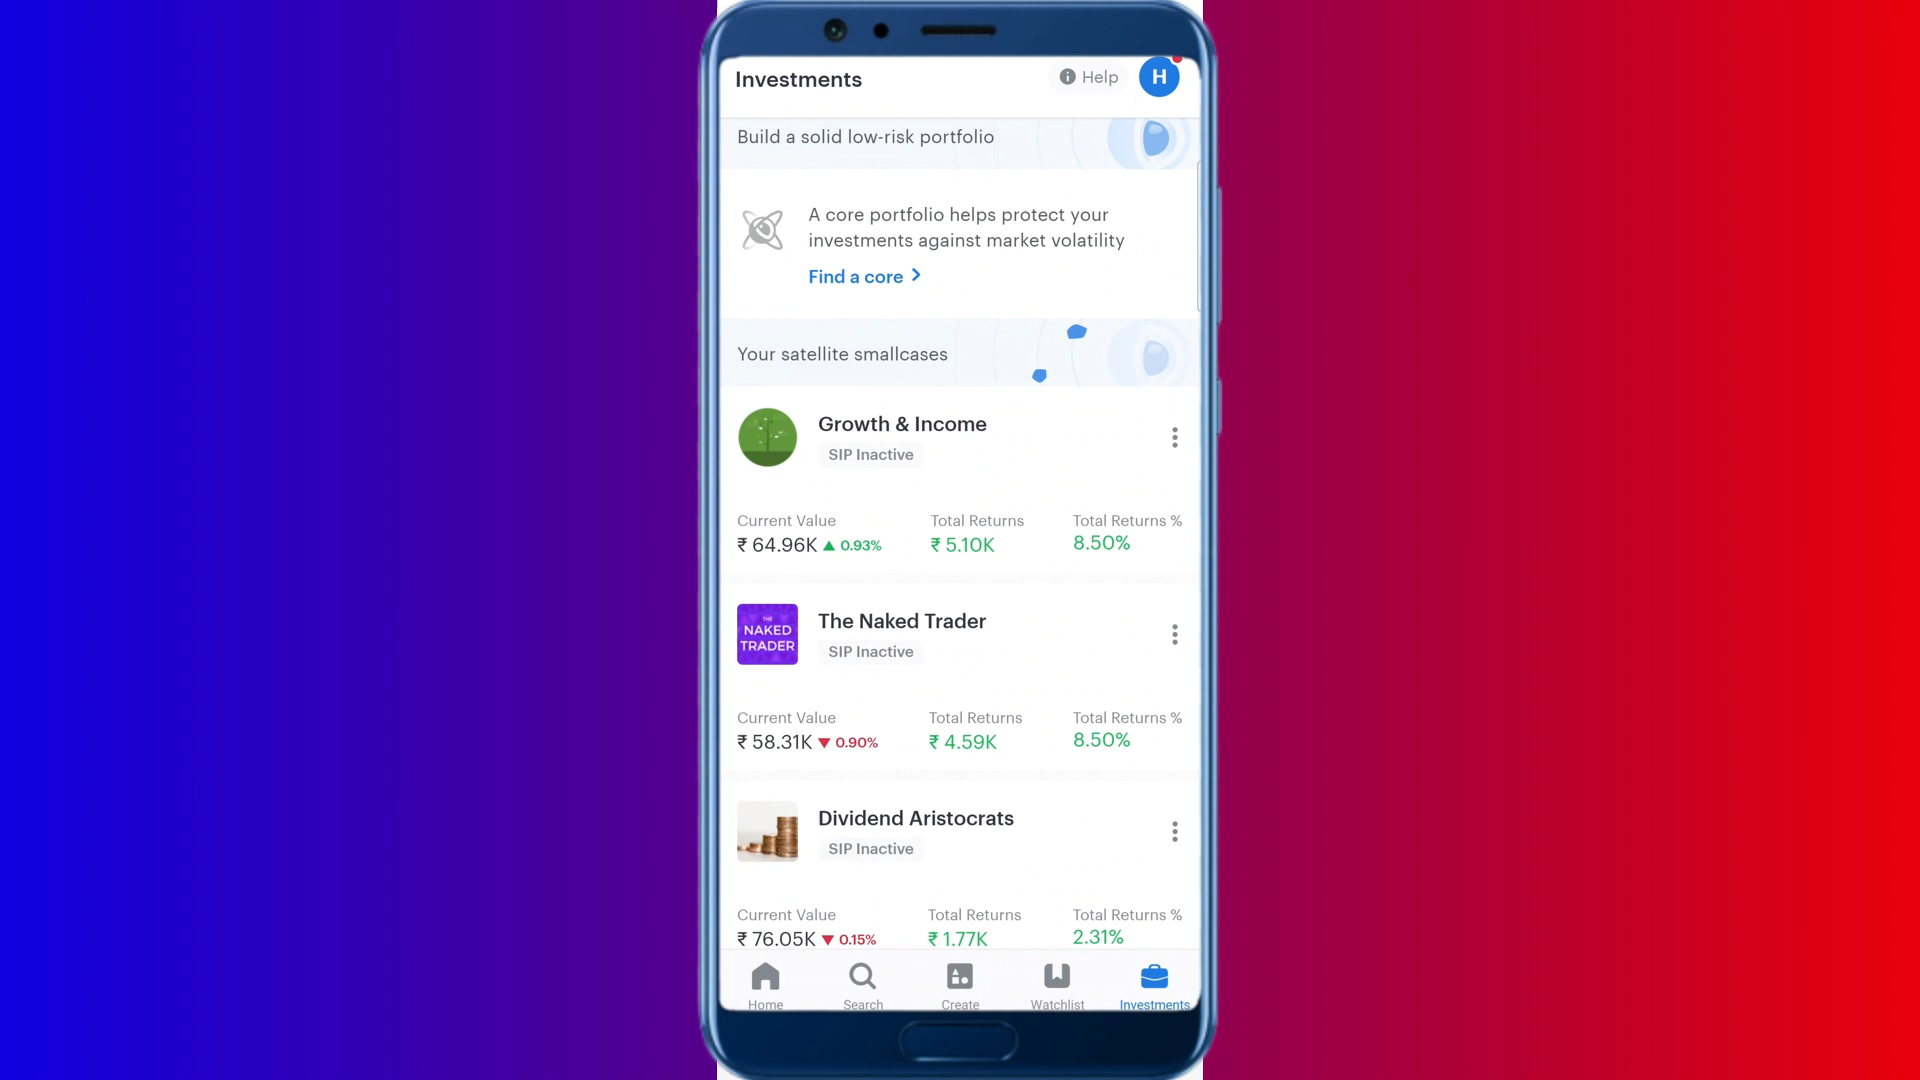 Investments
Help
H
Build a solid low-risk portfolio
A core portfolio helps protect your
investments against market volatility
Find a core
Your satellite smallcases
Growth & Income
SIP Inactive
Current Value Total Returns Total Returns %
₹ 64.96K ▲ 0.93% ₹ 5.10K 8.50%
THE
NAKED
TRADER
The Naked Trader
SIP Inactive
Current Value Total Returns Total Returns %
₹ 58.31K ▼ 0.90% ₹ 4.59K 8.50%
Dividend Aristocrats
SIP Inactive
Current Value Total Returns Total Returns %
₹ 76.05K ▼ 0.15% ₹ 1.77K 2.31%
Home Search Create Watchlist Investments